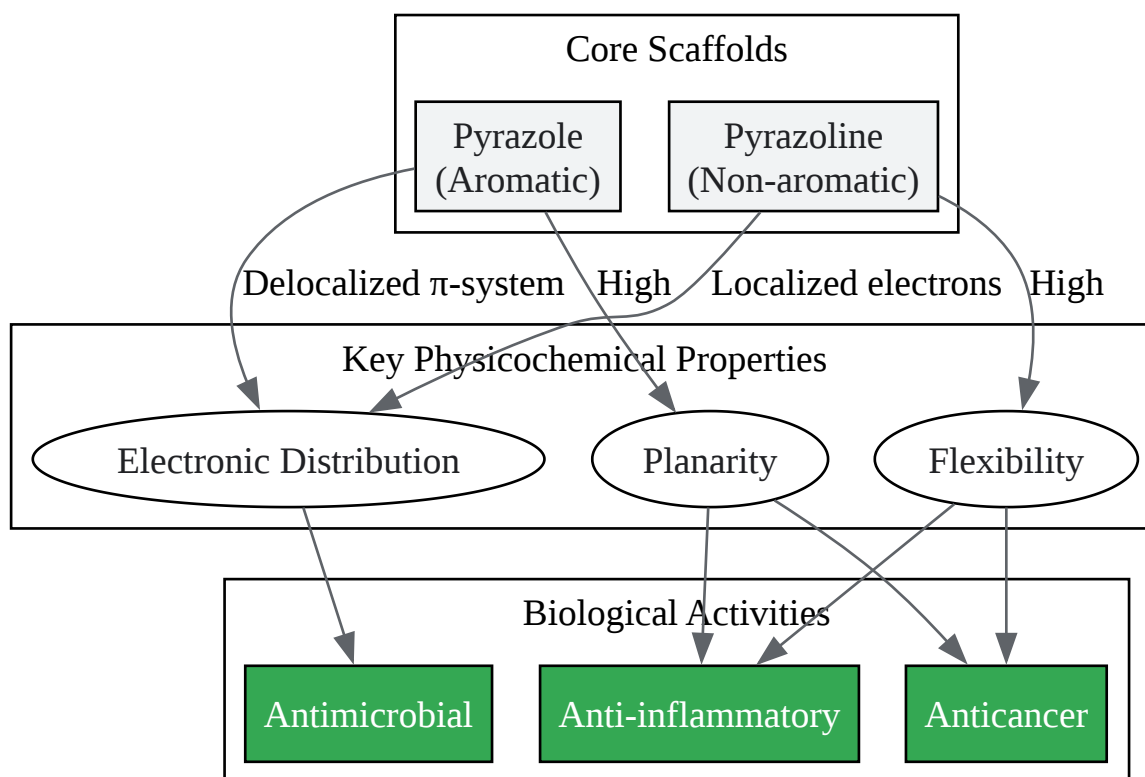 Core Scaffolds
Pyrazole
(Aromatic)
Pyrazoline
(Non-aromatic)
Delocalized π-system
High
Localized electrons
High
Key Physicochemical Properties
Electronic Distribution
Planarity
Flexibility
Biological Activities
Antimicrobial
Anti-inflammatory
Anticancer